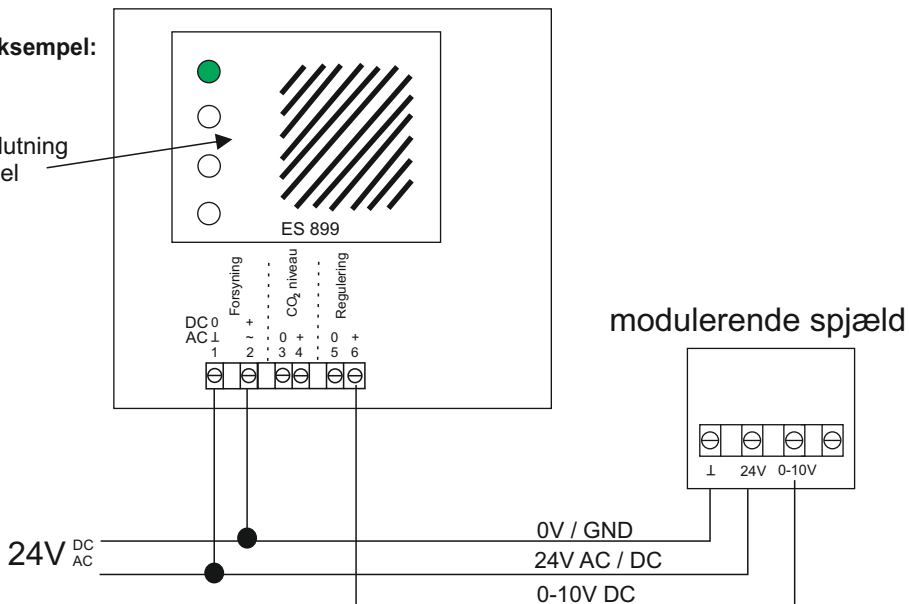 ksempel:
lutning
el
ES 899
Forsyning
CO₂ niveau
Regulering
DC 0 +
AC ⊥ ~ 0 + 0 +
1 2 3 4 5 6
modulerende spjæld
⊥ 24V 0-10V
0V / GND
24V DC AC
24V AC / DC
0-10V DC